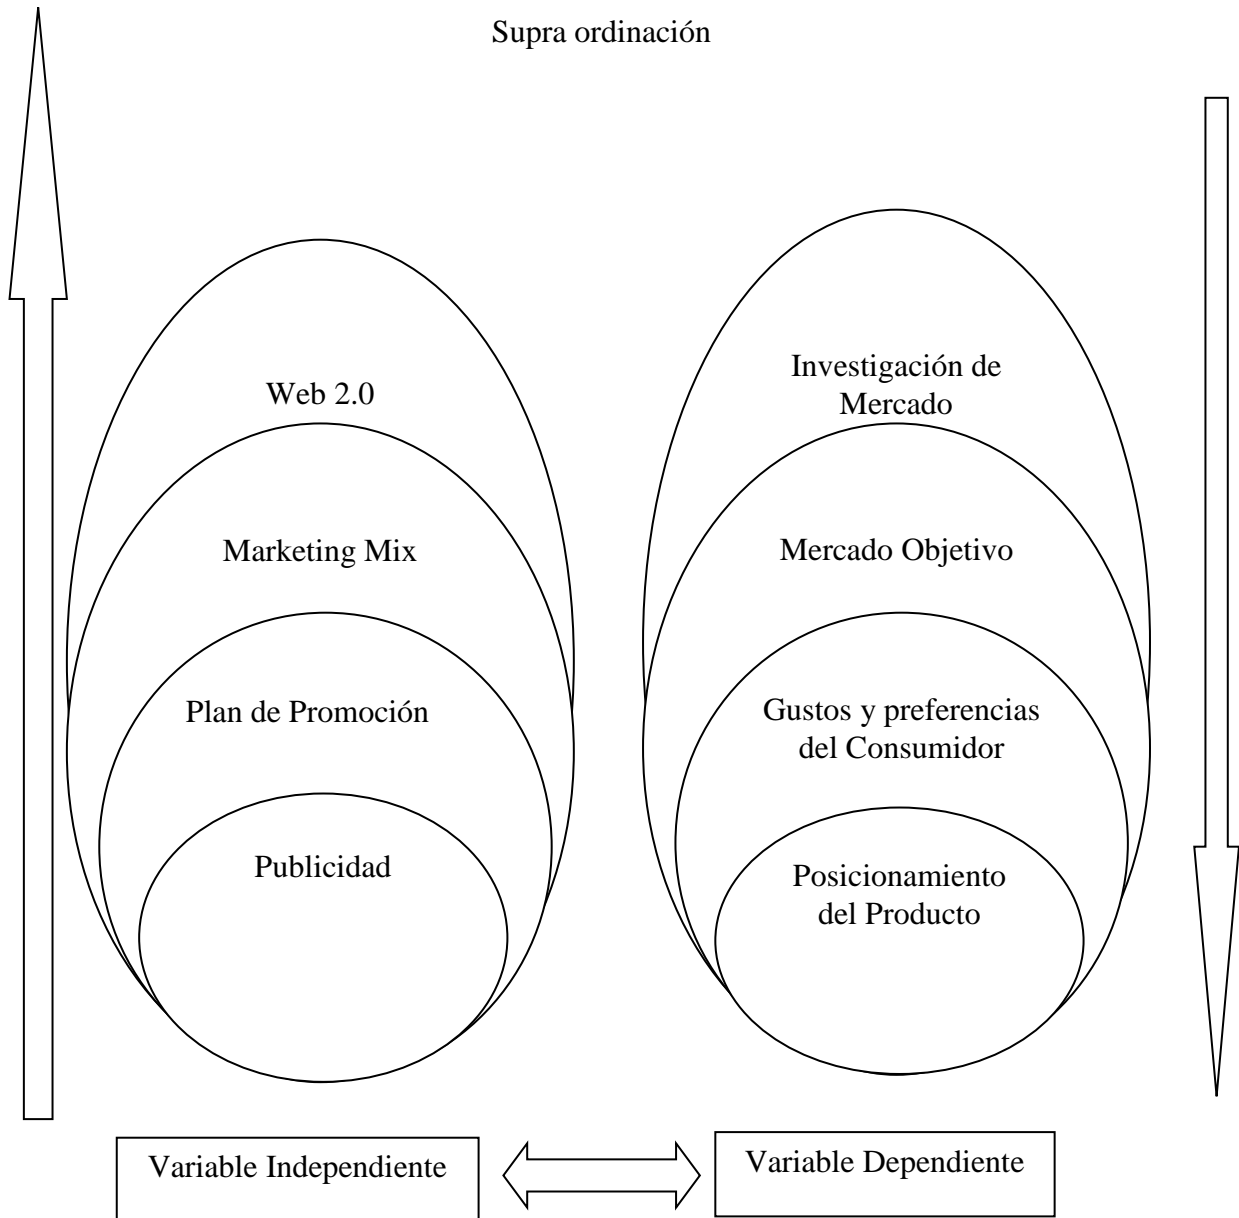 Supra ordinación
Web 2.0
Marketing Mix
Plan de Promoción
Publicidad
Investigación de
Mercado
Mercado Objetivo
Gustos y preferencias
del Consumidor
Posicionamiento
del Producto
Variable Independiente
Variable Dependiente